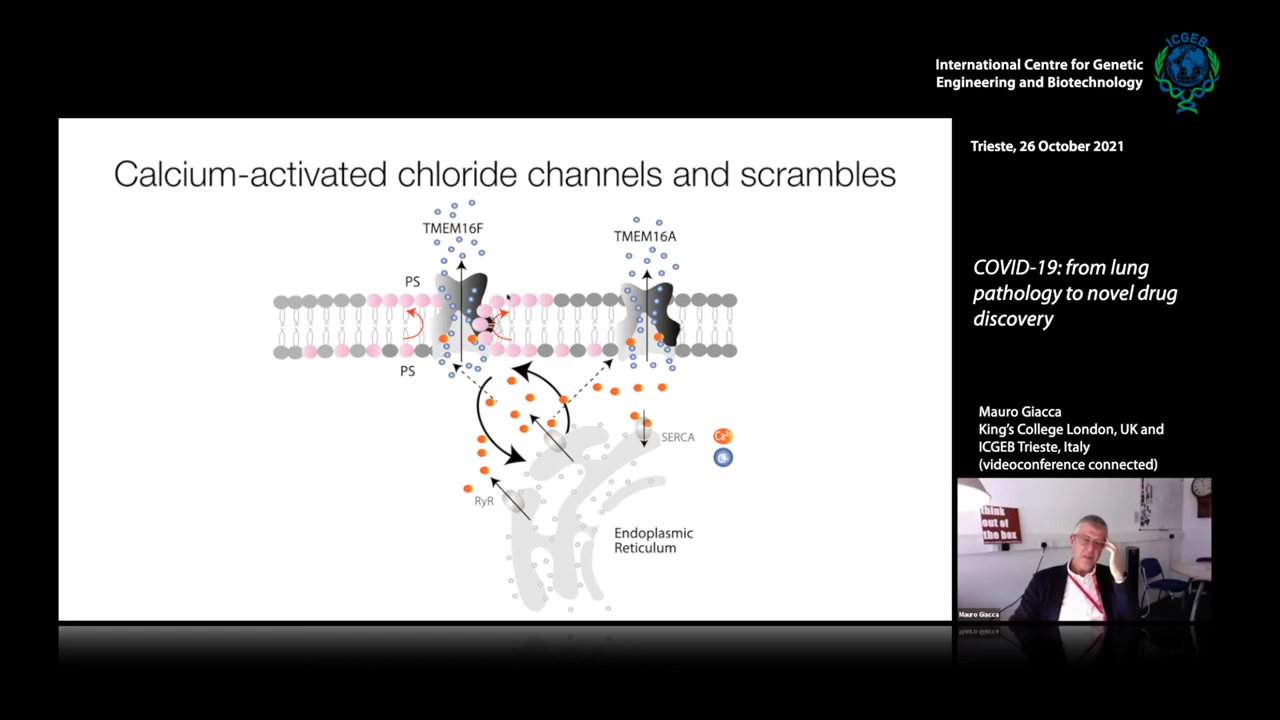 ICGEB
International Centre for Genetic
Engineering and Biotechnology
Trieste, 26 October 2021
Calcium-activated chloride channels and scrambles
TMEM16F
TMEM16A
PS
PS
SERCA
Ca²⁺
Cl-
RyR
Endoplasmic
Reticulum
COVID-19: from lung
pathology to novel drug
discovery
Mauro Giacca
King's College London, UK and
ICGEB Trieste, Italy
(videoconference connected)
think
out of
the box
Mauro Giacca